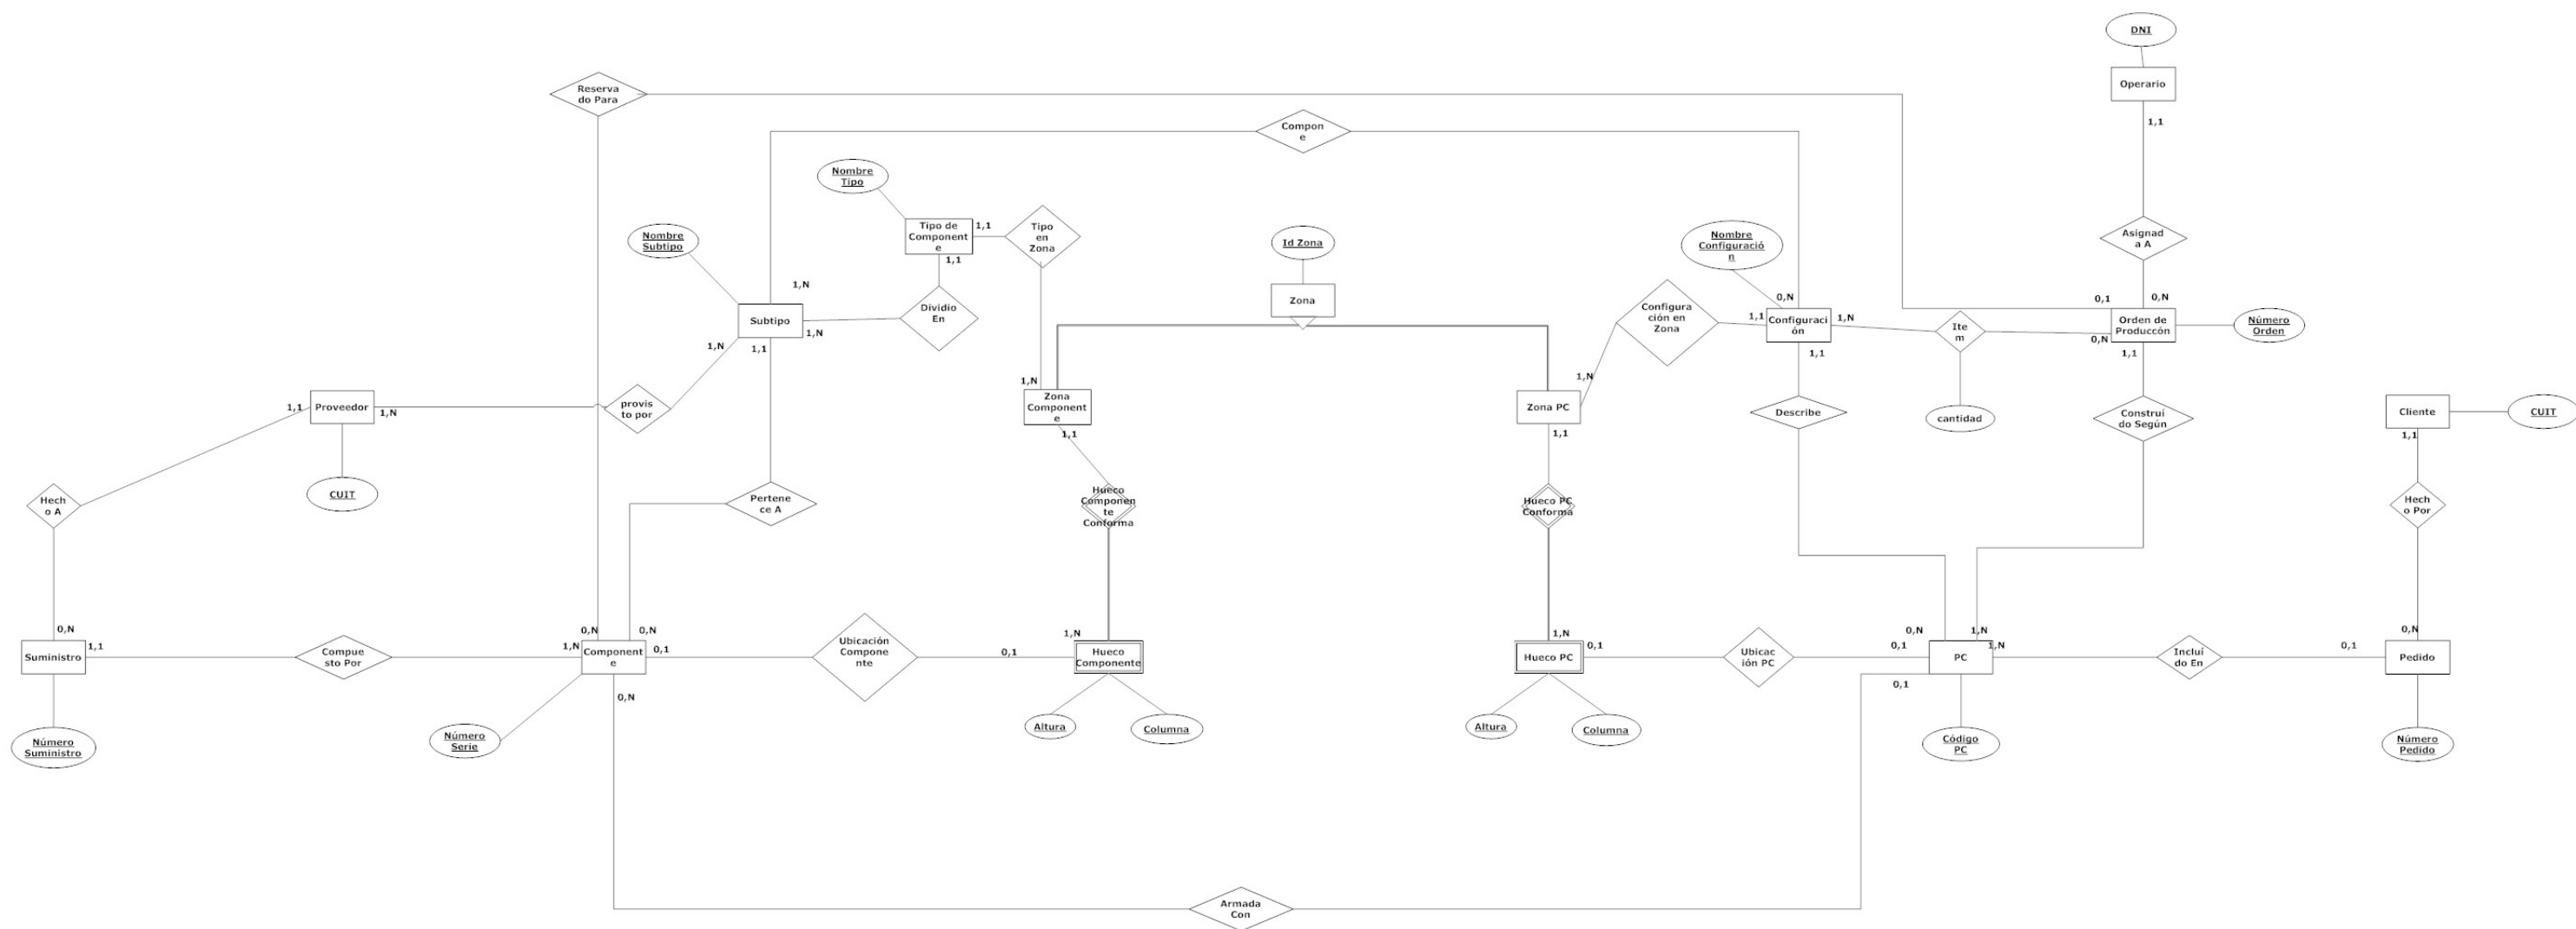 DNI
Operario
1,1
Reserva
do Para
Compon
e
Nombre
Tipo
Tipo de
Component
e
1,1
1,1
Tipo
en
Zona
Nombre
Subtipo
Id Zona
Zona
Nombre
Configuració
n
Asignad
a A
1,N
Subtipo
1,N
1,1
1,N
Dividio
En
Configura
ción en
Zona
0,N
1,1
Configuraci
ón
1,N
1,1
Ite
m
cantidad
0,1
0,N
0,N
Orden de
Produccón
1,1
Número
Orden
1,1
Proveedor
1,N
provis
to por
CUIT
1,N
Zona
Component
e
1,1
1,N
Zona PC
1,1
Describe
Construí
do Según
Cliente
1,1
CUIT
Hech
o A
Pertene
ce A
Hueco
Compone
nte
Conforma
Hueco PC
Conforma
Hech
o Por
0,N
Suministro
1,1
Compue
sto Por
1,N
0,N
0,N
Component
e
0,1
0,N
Ubicación
Compone
nte
0,1
1,N
Hueco
Componente
1,N
Hueco PC
0,1
Ubicac
ión PC
0,1
0,N
1,N
1,N
PC
0,1
Incluí
do En
0,1
0,N
Pedido
Número
Suministro
Número
Serie
Altura
Columna
Altura
Columna
Código
PC
Número
Pedido
Armada
Con